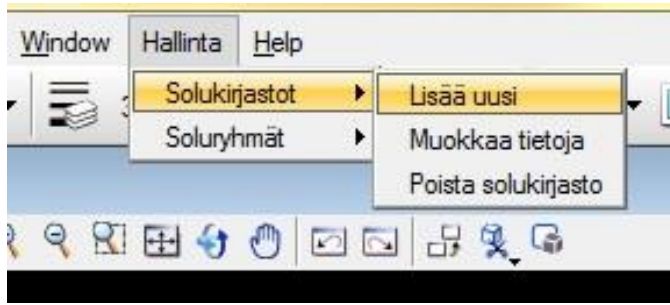 Window Hallinta Help
Solukirjastot Lisää uusi
Soluryhmät Muokkaa tietoja
Poista solukirjasto